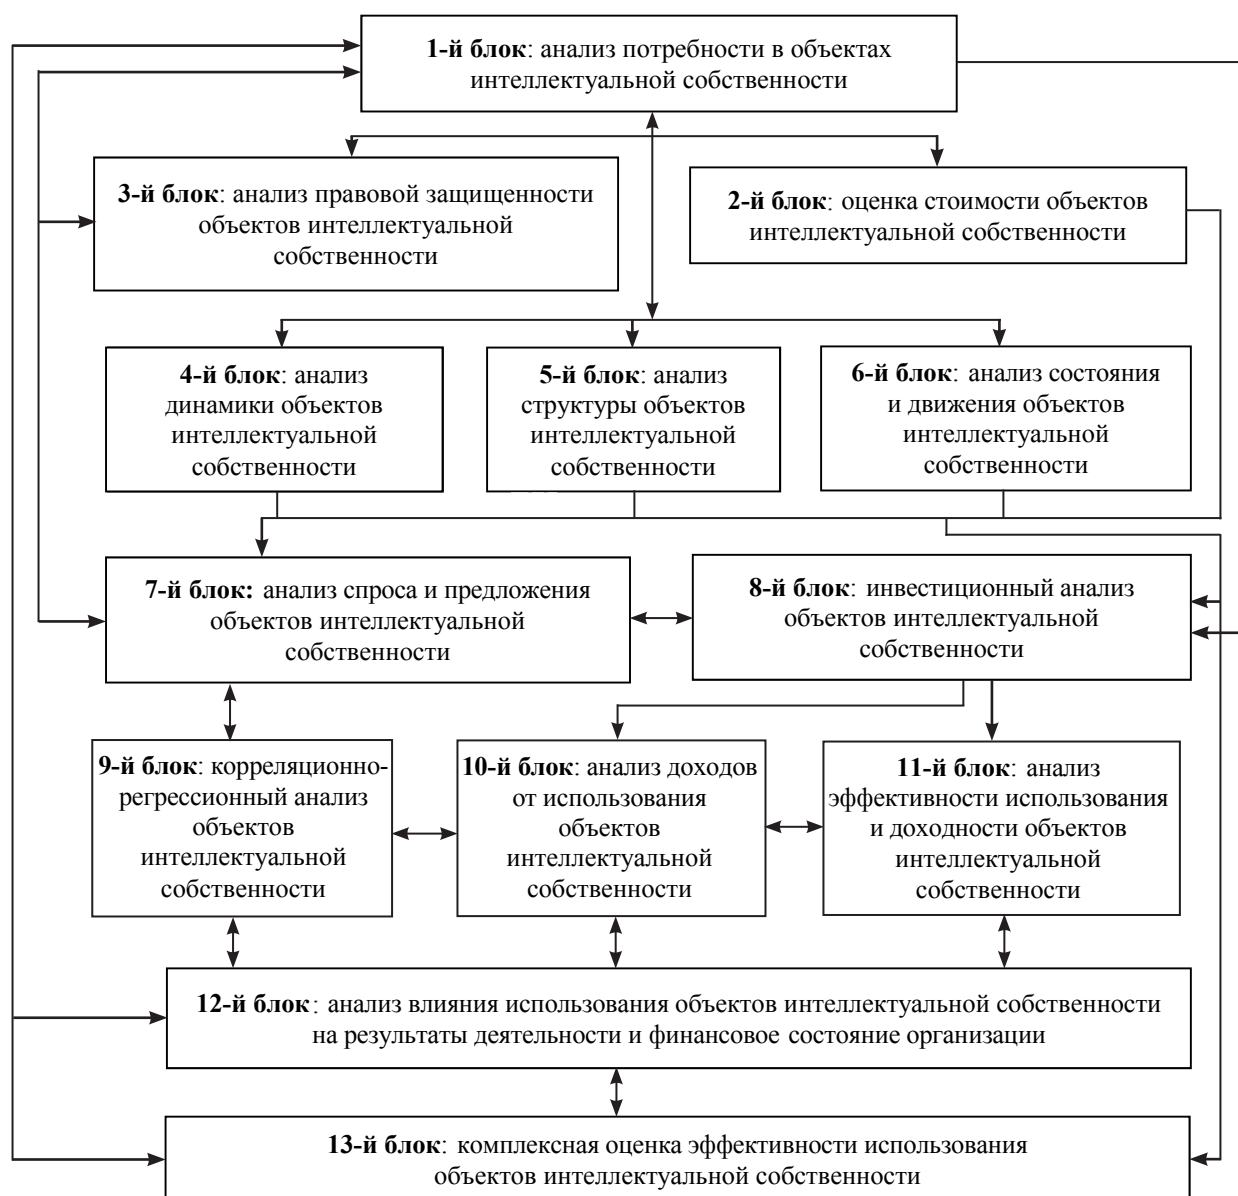 1-й блок: анализ потребности в объектах
интеллектуальной собственности
3-й блок: анализ правовой защищенности
объектов интеллектуальной
собственности
2-й блок: оценка стоимости объектов
интеллектуальной собственности
4-й блок: анализ
динамики объектов
интеллектуальной
собственности
5-й блок: анализ
структуры объектов
интеллектуальной
собственности
6-й блок: анализ состояния
и движения объектов
интеллектуальной
собственности
7-й блок: анализ спроса и предложения
объектов интеллектуальной
собственности
8-й блок: инвестиционный анализ
объектов интеллектуальной
собственности
9-й блок: корреляционно-
регрессионный анализ
объектов
интеллектуальной
собственности
10-й блок: анализ доходов
от использования
объектов
интеллектуальной
собственности
11-й блок: анализ
эффективности использования
и доходности объектов
интеллектуальной
собственности
12-й блок: анализ влияния использования объектов интеллектуальной собственности
на результаты деятельности и финансовое состояние организации
13-й блок: комплексная оценка эффективности использования
объектов интеллектуальной собственности